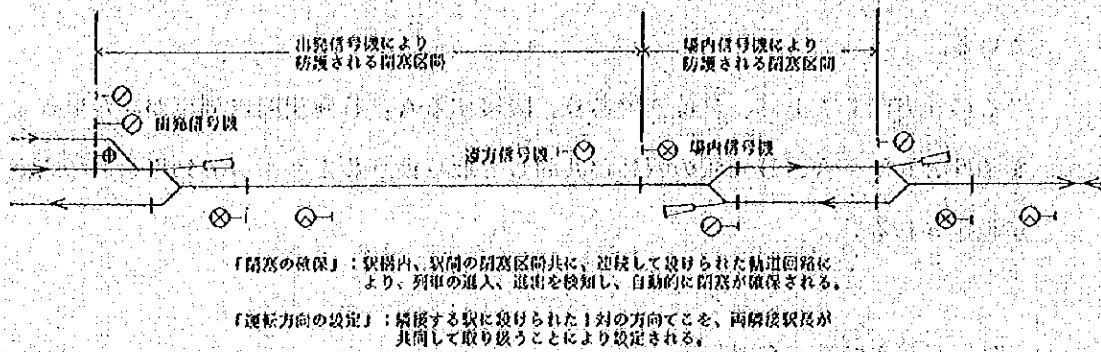 出発信号機により
防護される閉塞区間
場内信号機により
防護される閉塞区間
出発信号機
遠方信号機
場内信号機
「閉塞の確保」：駅構内、駅間の閉塞区間共に、連続して設けられた軌道回路に
より、列車の進入、進出を検知し、自動的に閉塞が確保される。
「運転方向の設定」：隣接する駅に設けられた1対の方向てこを、両隣接駅長が
共同して取り扱うことにより設定される。